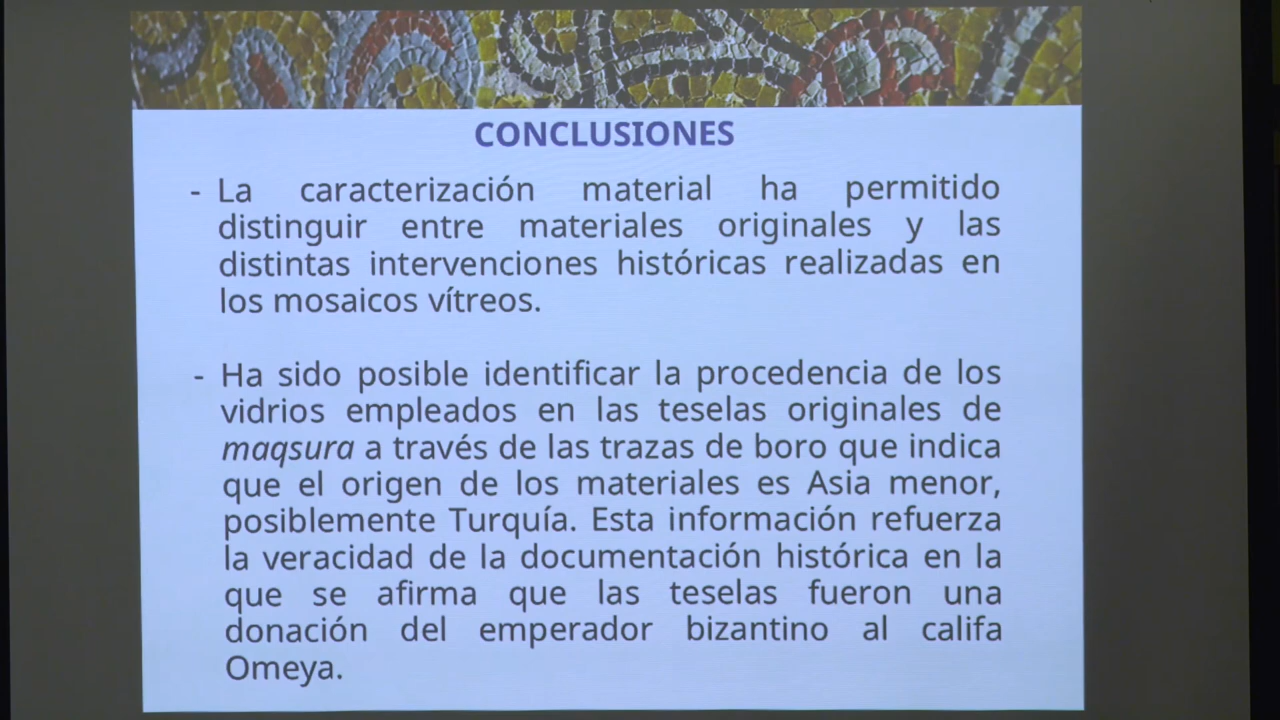 CONCLUSIONES
- La caracterización material ha permitido
distinguir entre materiales originales y las
distintas intervenciones históricas realizadas en
los mosaicos vítreos.
- Ha sido posible identificar la procedencia de los
vidrios empleados en las teselas originales de
maqsura a través de las trazas de boro que indica
que el origen de los materiales es Asia menor,
posiblemente Turquía. Esta información refuerza
la veracidad de la documentación histórica en la
que se afirma que las teselas fueron una
donación del emperador bizantino al califa
Omeya.